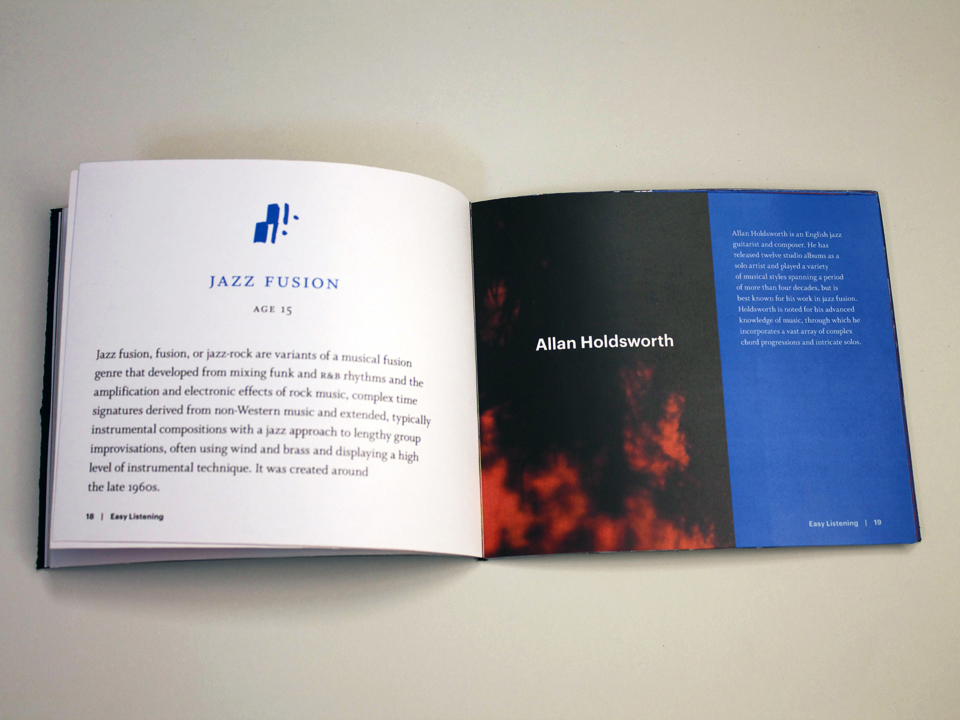 JAZZ FUSION
AGE 15
Jazz fusion, fusion, or jazz-rock are variants of a musical fusion
genre that developed from mixing funk and R&B rhythms and the
amplification and electronic effects of rock music, complex time
signatures derived from non-Western music and extended, typically
instrumental compositions with a jazz approach to lengthy group
improvisations, often using wind and brass and displaying a high
level of instrumental technique. It was created around
the late 1960s.
18 | Easy Listening
Allan Holdsworth
Allan Holdsworth is an English jazz
guitarist and composer. He has
released twelve studio albums as a
solo artist and played a variety
of musical styles spanning a period
of more than four decades, but is
best known for his work in jazz fusion.
Holdsworth is noted for his advanced
knowledge of music, through which he
incorporates a vast array of complex
chord progressions and intricate solos.
Easy Listening | 19